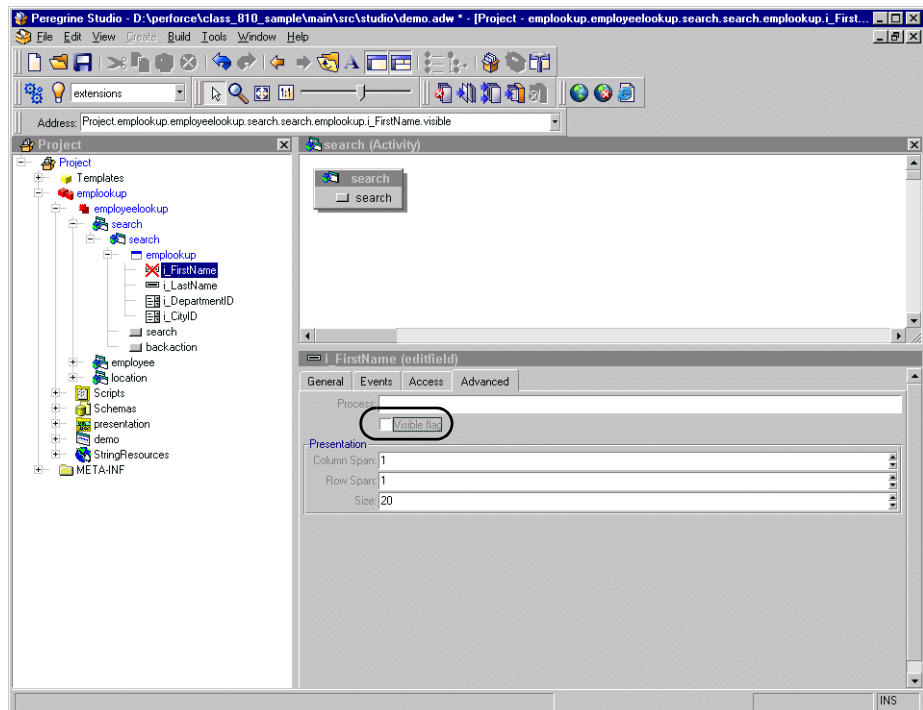 Peregrine Studio - D:\perforce\class_810_sample\main\src\studio\demo.adw * - [Project - emplookup.employeelookup.search.search.emplookup.i_First...
File Edit View Create Build Tools Window Help
extensions
Address: Project.emplookup.employeelookup.search.search.emplookup.i_FirstName.visible
Project
Project
Templates
emplookup
employeelookup
search
search
emplookup
i_FirstName
i_LastName
i_DepartmentID
i_CityID
search
backaction
employee
location
Scripts
Schemas
presentation
demo
StringResources
META-INF
search (Activity)
search
search
i_FirstName (editfield)
General Events Access Advanced
Process:
Visible flag
Presentation
Column Span: 1
Row Span: 1
Size: 20
INS